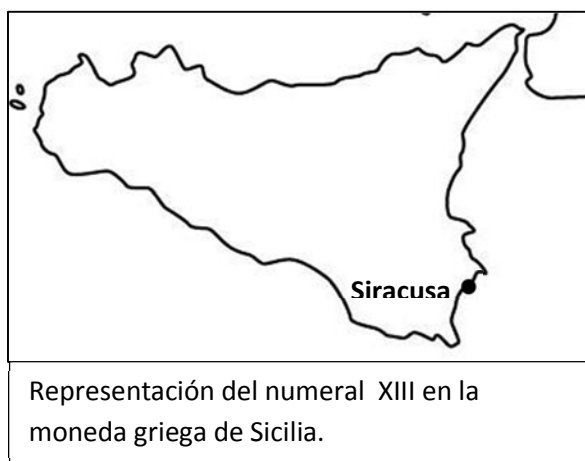 Siracusa
Representación del numeral XIII en la
moneda griega de Sicilia.